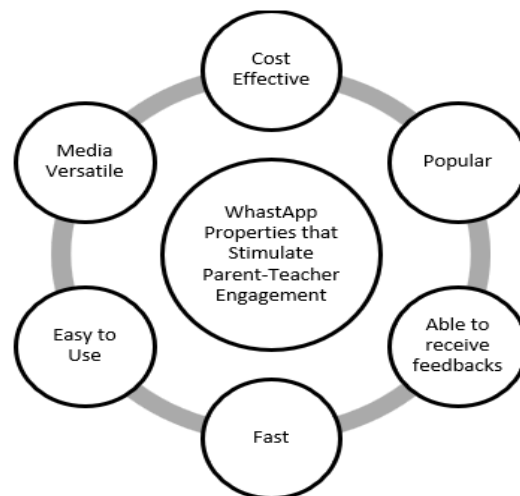 Cost
Effective
Popular
Able to
receive
feedbacks
Fast
Easy to
Use
Media
Versatile
WhastApp
Properties that
Stimulate
Parent-Teacher
Engagement